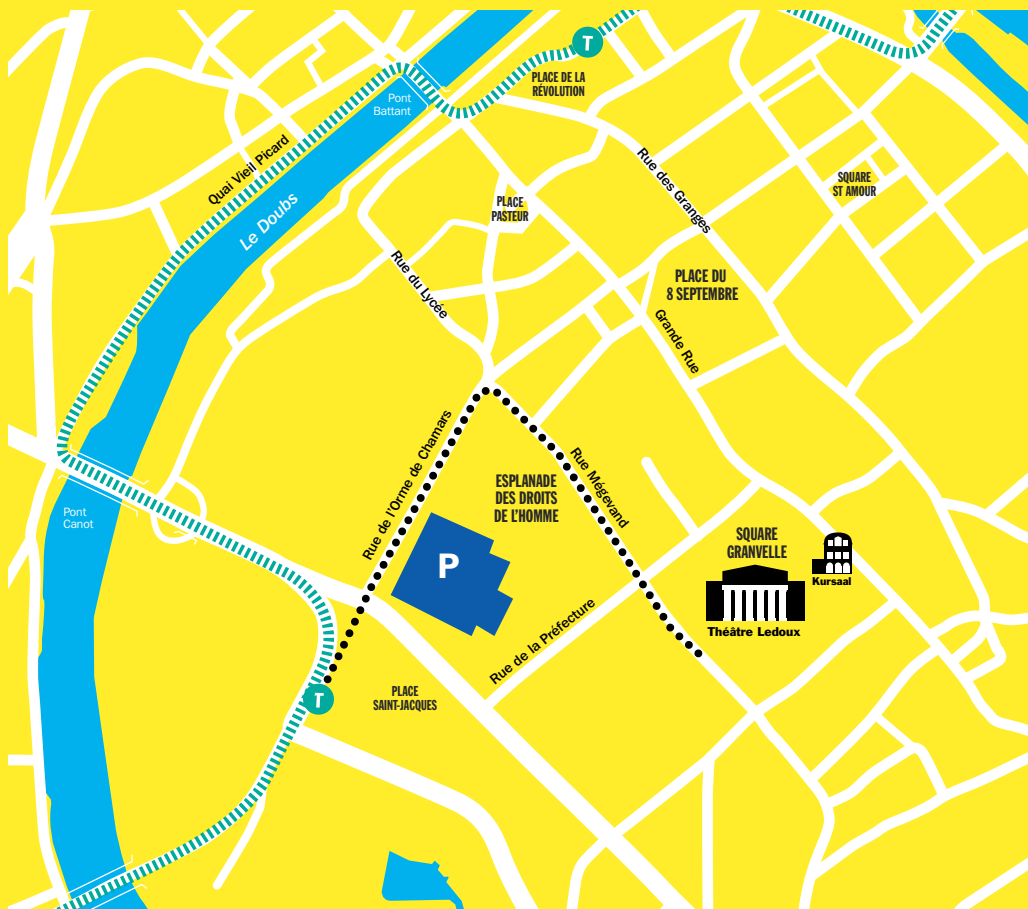 T
PLACE DE LA
RÉVOLUTION
Pont
Battant
Quai Vieil Picard
Le Doubs
Rue des Granges
SQUARE
ST AMOUR
PLACE
PASTEUR
Rue du Lycée
PLACE DU
8 SEPTEMBRE
Grande Rue
Rue de l'Orme de Chamars
Rue Mégevand
ESPLANADE
DES DROITS
DE L'HOMME
Pont
Canot
P
SQUARE
GRANVELLE
Kursaal
Théâtre Ledoux
Rue de la Préfecture
T
PLACE
SAINT-JACQUES